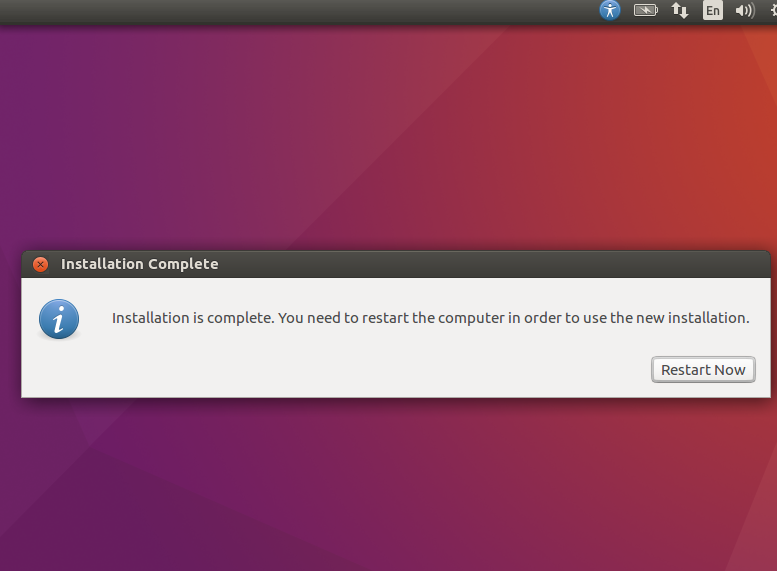 En
Installation Complete
Installation is complete. You need to restart the computer in order to use the new installation.
Restart Now